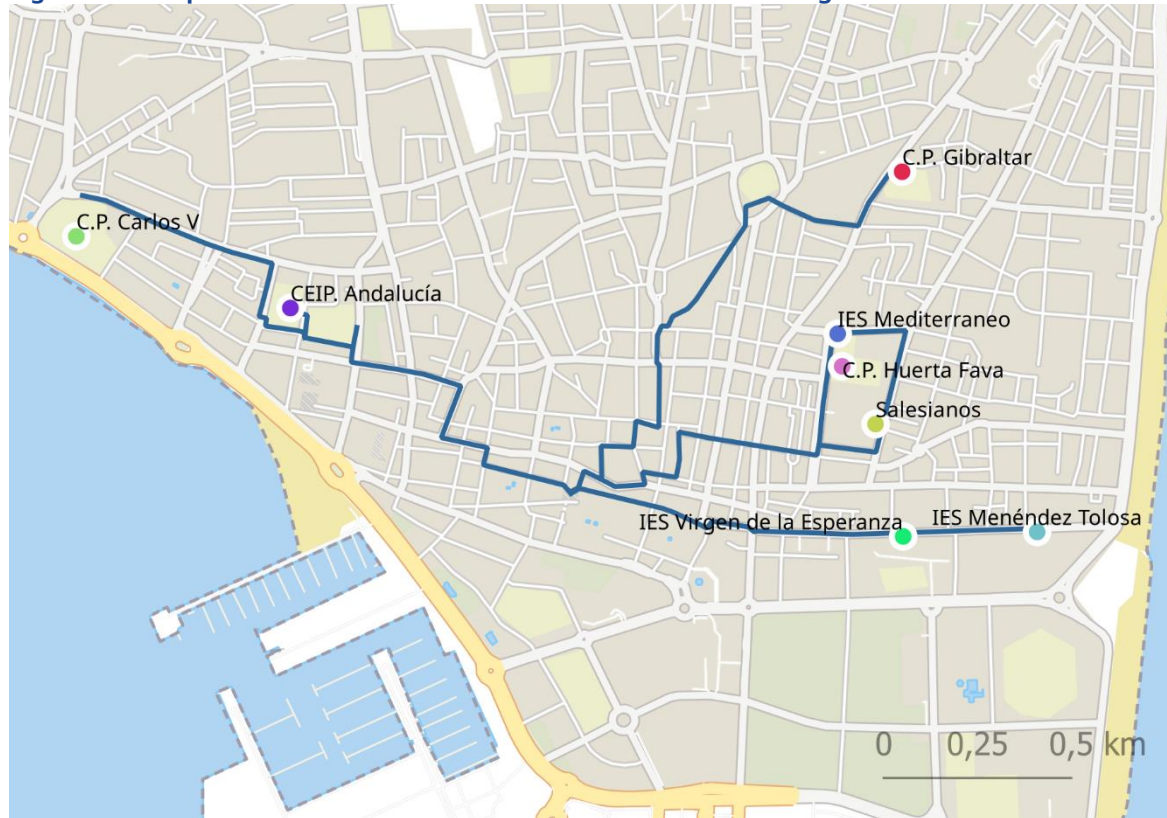 C.P. Gibraltar
C.P. Carlos V
CEIP. Andalucía
IES Mediterraneo
C.P. Huerta Fava
Salesianos
IES Virgen de la Esperanza
IES Menéndez Tolosa
0 0,25 0,5 km